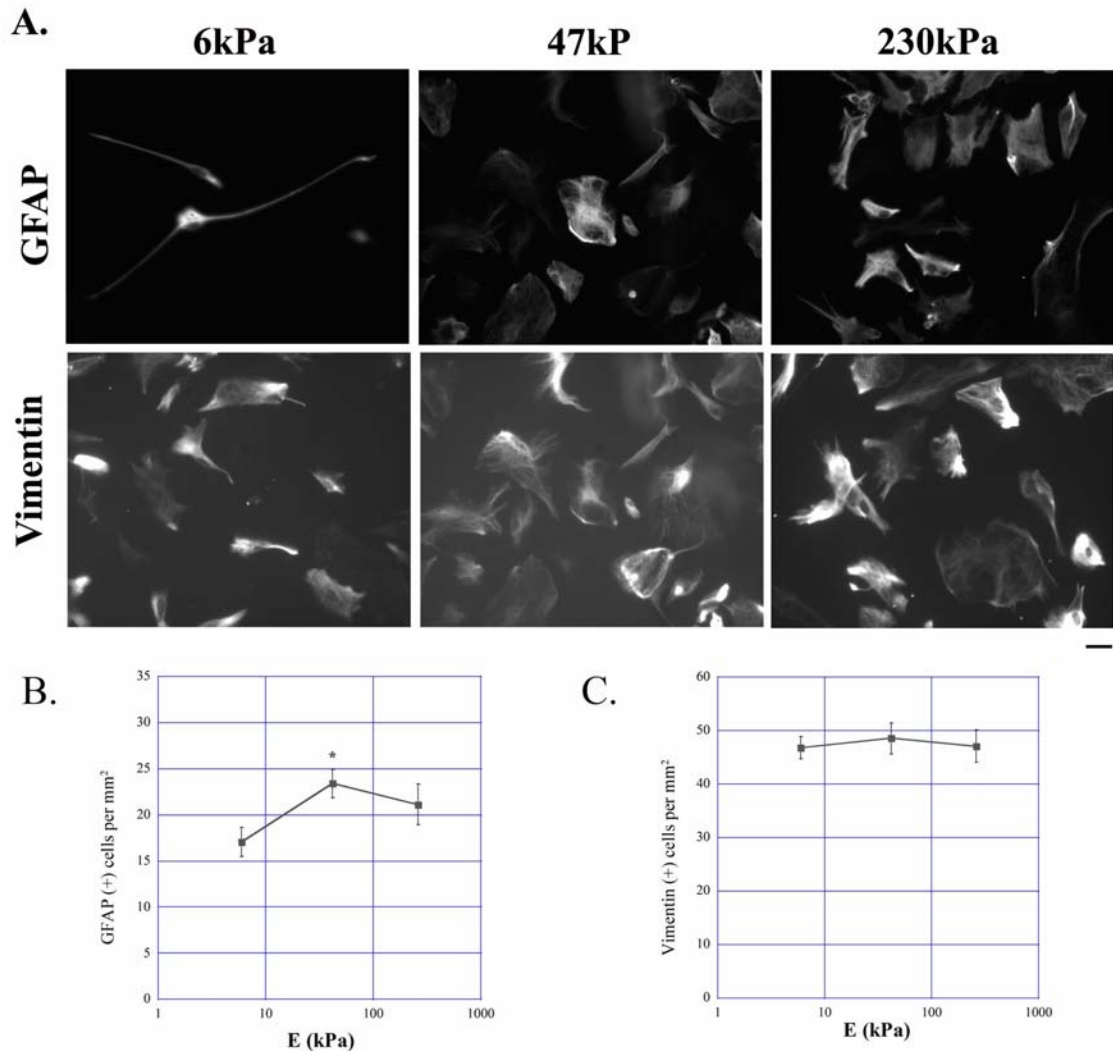 A.
6kPa 47kP 230kPa
GFAP
Vimentin
B.
35
30
25
20
15
10
5
0
*
GFAP (+) cells per mm²
1 10 100 1000
E (kPa)
C.
60
50
40
30
20
10
0
Vimentin (+) cells per mm²
1 10 100 1000
E (kPa)